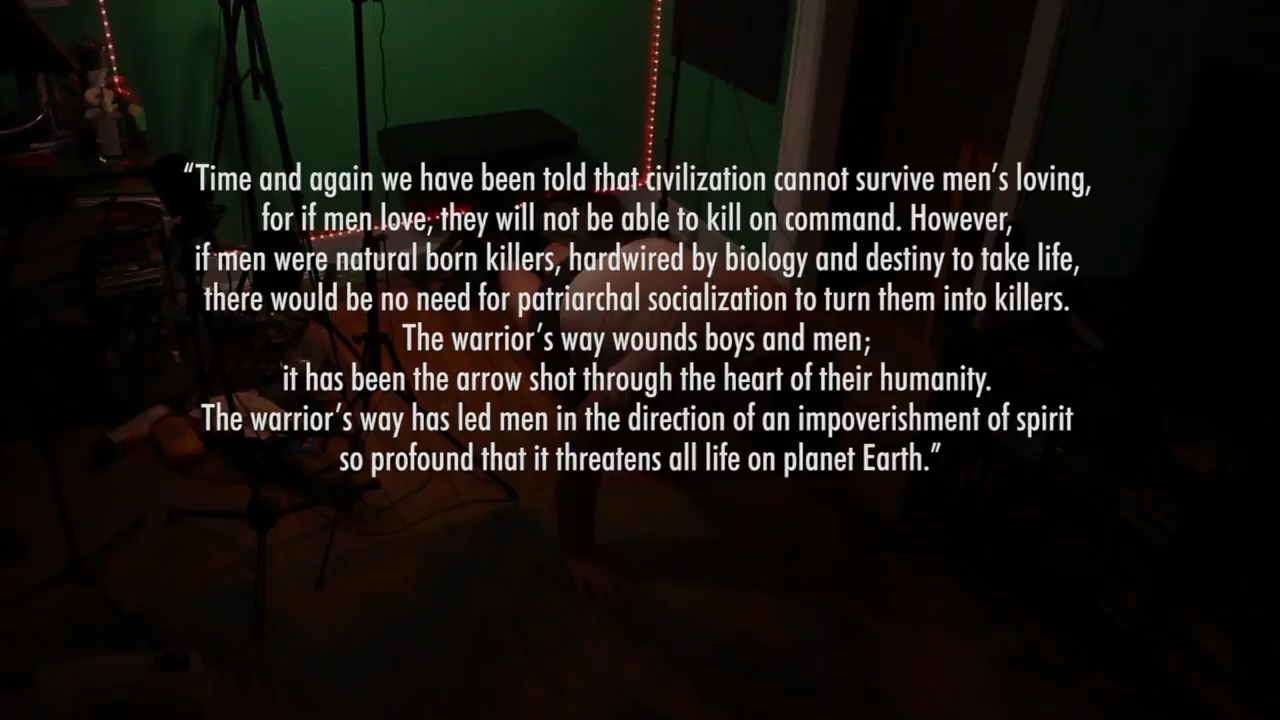 “Time and again we have been told that civilization cannot survive men’s loving,
for if men love, they will not be able to kill on command. However,
if men were natural born killers, hardwired by biology and destiny to take life,
there would be no need for patriarchal socialization to turn them into killers.
The warrior’s way wounds boys and men;
it has been the arrow shot through the heart of their humanity.
The warrior’s way has led men in the direction of an impoverishment of spirit
so profound that it threatens all life on planet Earth.”